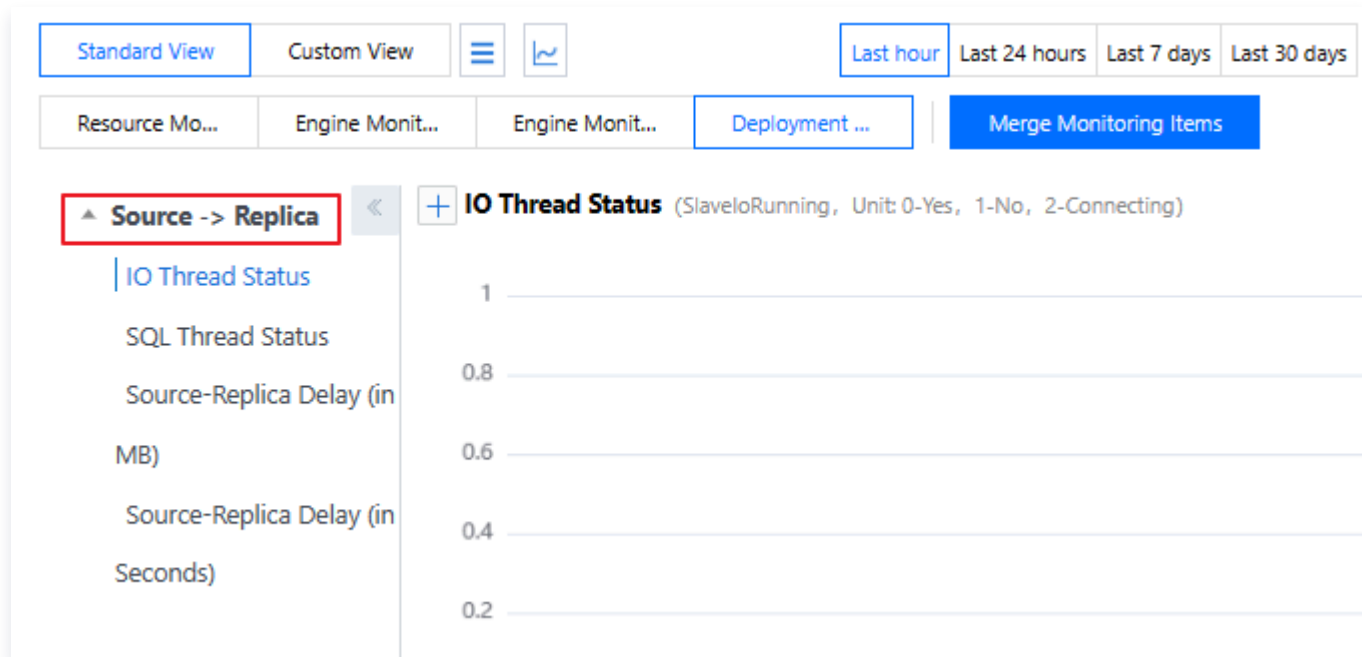 Standard View Custom View Last hour Last 24 hours Last 7 days Last 30 days
Resource Mo... Engine Monit... Engine Monit... Deployment ... Merge Monitoring Items
Source -> Replica
IO Thread Status
SQL Thread Status
Source-Replica Delay (in
MB)
Source-Replica Delay (in
Seconds)
IO Thread Status (SlaveIoRunning, Unit: 0-Yes, 1-No, 2-Connecting)
1
0.8
0.6
0.4
0.2